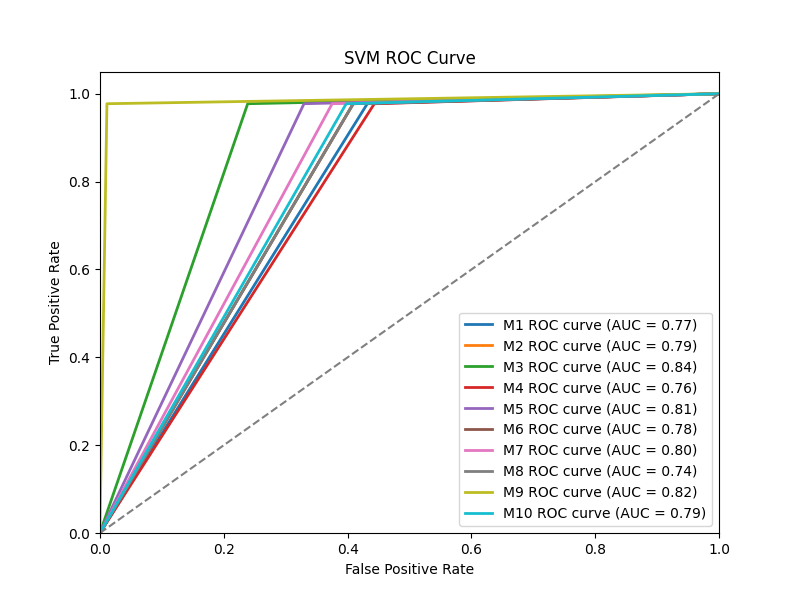 SVM ROC Curve
True Positive Rate
1.0
0.8
0.6
0.4
0.2
0.0
M1 ROC curve (AUC = 0.77)
M2 ROC curve (AUC = 0.79)
M3 ROC curve (AUC = 0.84)
M4 ROC curve (AUC = 0.76)
M5 ROC curve (AUC = 0.81)
M6 ROC curve (AUC = 0.78)
M7 ROC curve (AUC = 0.80)
M8 ROC curve (AUC = 0.74)
M9 ROC curve (AUC = 0.82)
M10 ROC curve (AUC = 0.79)
0.0 0.2 0.4 0.6 0.8 1.0
False Positive Rate